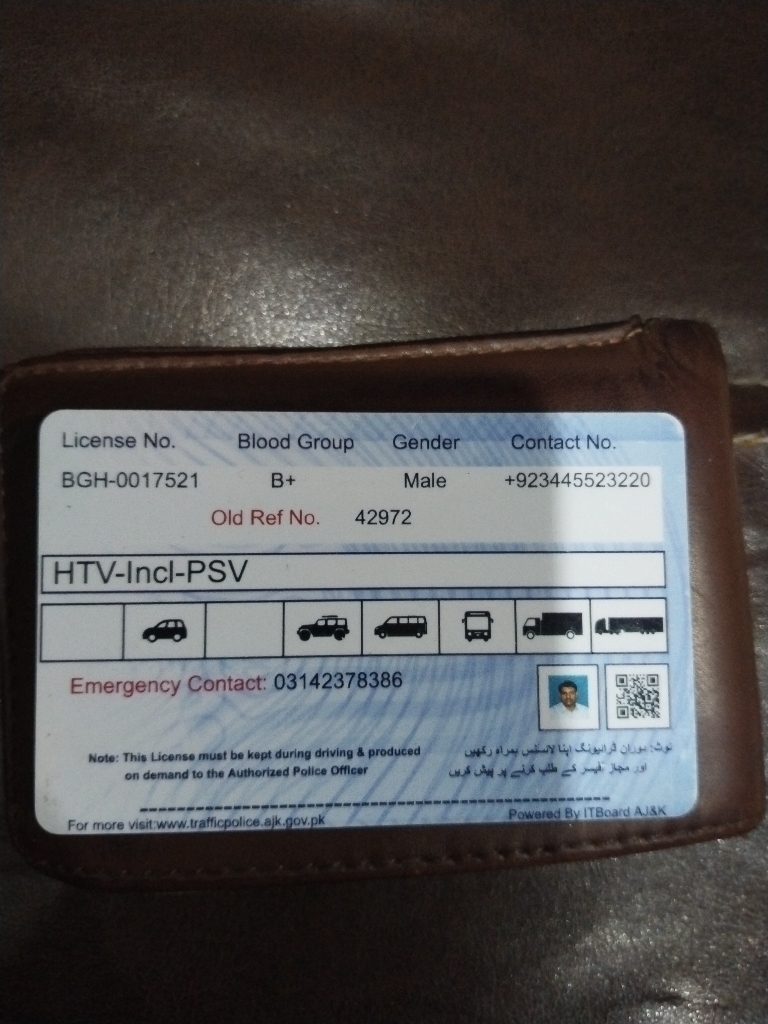 License No. Blood Group Gender Contact No.
BGH-0017521 B+ Male +923445523220
Old Ref No. 42972
HTV-Incl-PSV
Emergency Contact: 03142378386
Note: This License must be kept during driving & produced
on demand to the Authorized Police Officer
نوٹ: دوران ڈرائیونگ اپنا لائسنس ہمراہ رکھیں
اور مجاز آفیسر کے طلب کرنے پر پیش کریں
For more visit:www.trafficpolice.ajk.gov.pk
Powered By ITBoard AJ&K